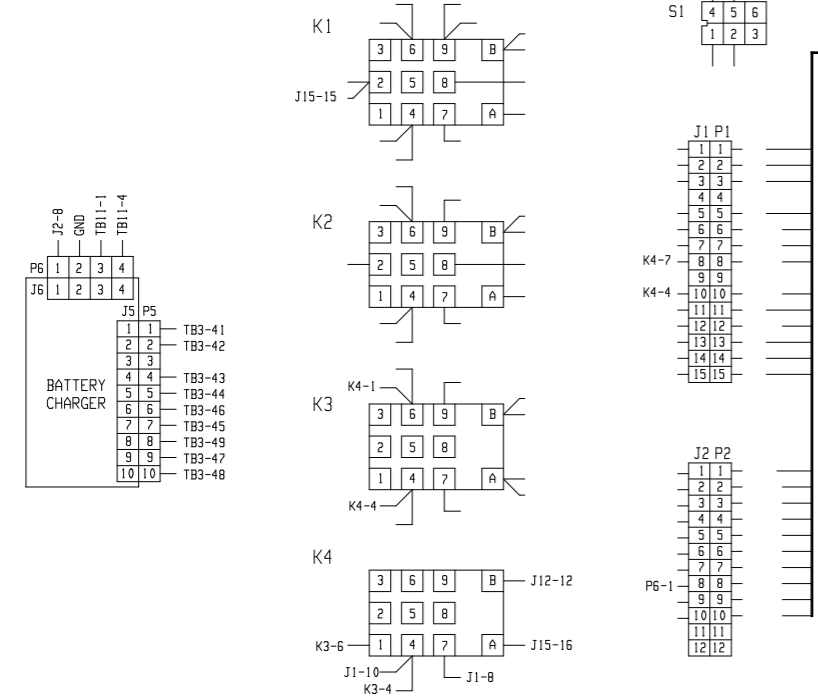 K1
3 6 9 B
2 5 8
1 4 7 A
J15-15
S1
4 5 6
1 2 3
K2
3 6 9 B
2 5 8
1 4 7 A
J2-8
GND
TB11-1
TB11-4
P6 1 2 3 4
J6 1 2 3 4
J5 P5
1 1 TB3-41
2 2 TB3-42
3 3
4 4 TB3-43
5 5 TB3-44
6 6 TB3-46
7 7 TB3-45
8 8 TB3-49
9 9 TB3-47
10 10 TB3-48
BATTERY
CHARGER
K3
K4-1
3 6 9 B
2 5 8
1 4 7 A
K4-4
K4
3 6 9 B J12-12
2 5 8
K3-6 1 4 7 A J15-16
J1-10
K3-4
J1-8
J1 P1
1 1
2 2
3 3
4 4
5 5
6 6
7 7
K4-7 8 8
9 9
K4-4 10 10
11 11
12 12
13 13
14 14
15 15
J2 P2
1 1
2 2
3 3
4 4
5 5
6 6
7 7
P6-1 8 8
9 9
10 10
11 11
12 12